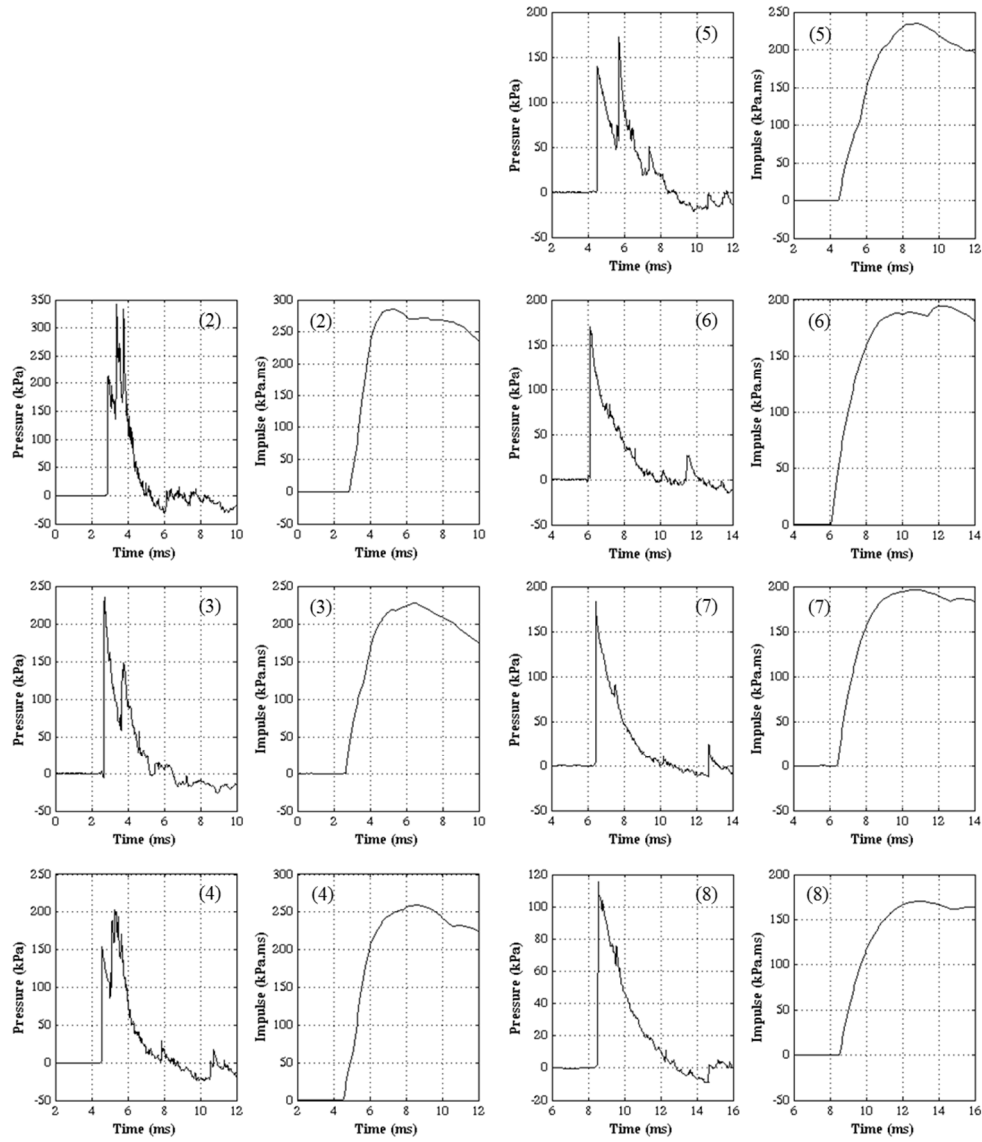 200
150
100
50
0
-50
2 4 6 8 10 12
Pressure (kPa)
Time (ms)
(5)
250
200
150
100
50
0
-50
2 4 6 8 10 12
Impulse (kPa.ms)
Time (ms)
(5)
350
300
250
200
150
100
50
0
-50
0 2 4 6 8 10
Pressure (kPa)
Time (ms)
(2)
300
250
200
150
100
50
0
-50
0 2 4 6 8 10
Impulse (kPa.ms)
Time (ms)
(2)
200
150
100
50
0
-50
4 6 8 10 12 14
Pressure (kPa)
Time (ms)
(6)
200
150
100
50
0
4 6 8 10 12 14
Impulse (kPa.ms)
Time (ms)
(6)
250
200
150
100
50
0
-50
0 2 4 6 8 10
Pressure (kPa)
Time (ms)
(3)
250
200
150
100
50
0
-50
0 2 4 6 8 10
Impulse (kPa.ms)
Time (ms)
(3)
200
150
100
50
0
-50
4 6 8 10 12 14
Pressure (kPa)
Time (ms)
(7)
200
150
100
50
0
-50
4 6 8 10 12 14
Impulse (kPa.ms)
Time (ms)
(7)
250
200
150
100
50
0
-50
2 4 6 8 10 12
Pressure (kPa)
Time (ms)
(4)
300
250
200
150
100
50
0
2 4 6 8 10 12
Impulse (kPa.ms)
Time (ms)
(4)
120
100
80
60
40
20
0
-20
6 8 10 12 14 16
Pressure (kPa)
Time (ms)
(8)
200
150
100
50
0
-50
6 8 10 12 14 16
Impulse (kPa.ms)
Time (ms)
(8)